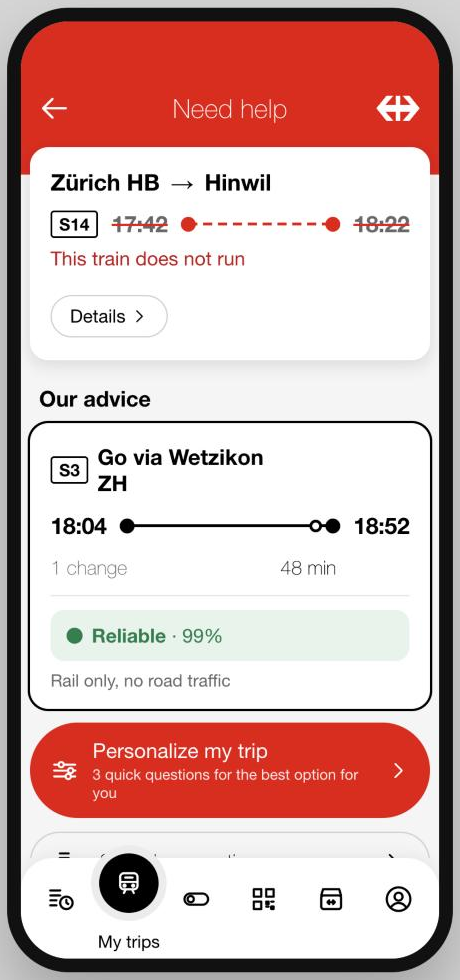 Need help
Zürich HB → Hinwil
S14 17:42 18:22
This train does not run
Details
Our advice
S3 Go via Wetzikon
ZH
18:04 18:52
1 change 48 min
Reliable · 99%
Rail only, no road traffic
Personalize my trip
3 quick questions for the best option for
you
My trips